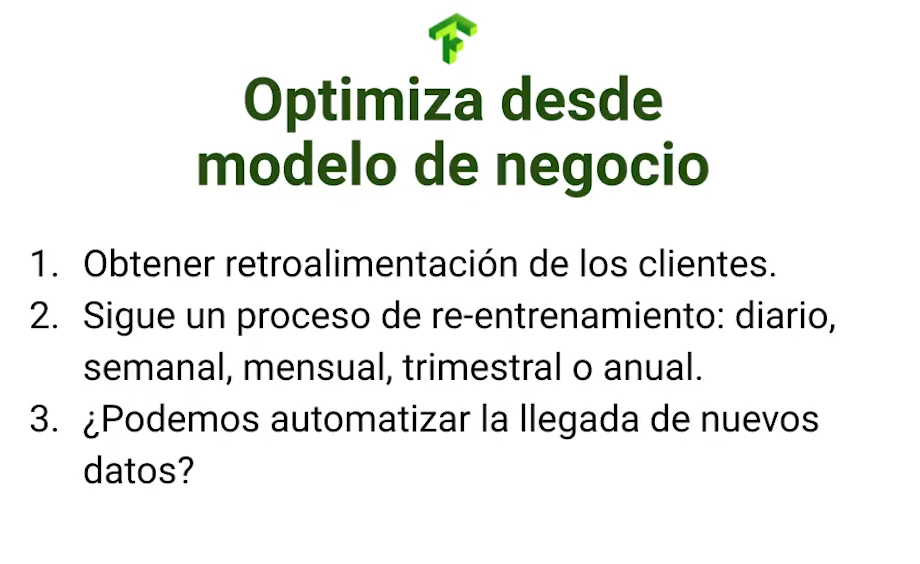 Optimiza desde
modelo de negocio
1. Obtener retroalimentación de los clientes.
2. Sigue un proceso de re-entrenamiento: diario,
semanal, mensual, trimestral o anual.
3. ¿Podemos automatizar la llegada de nuevos
datos?